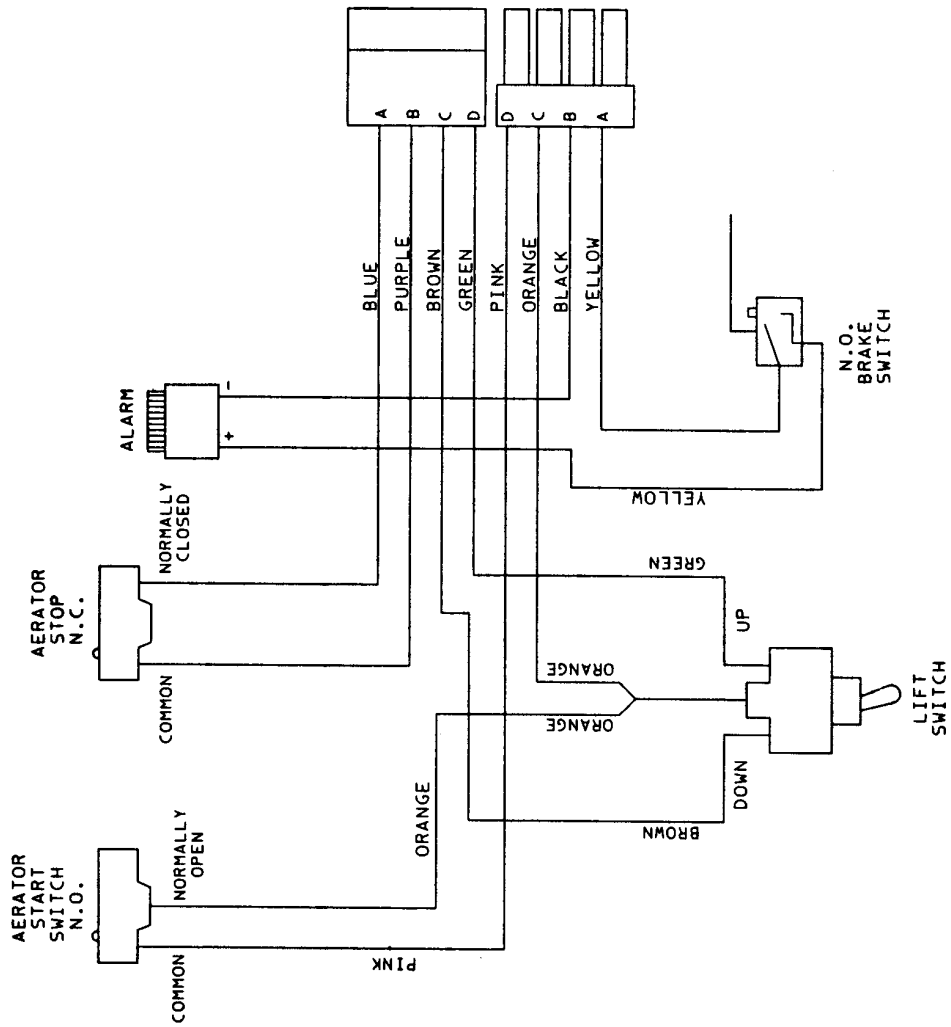 AERATOR
START
SWITCH
N.O.
COMMON
NORMALLY
OPEN
PINK
ORANGE
AERATOR
STOP
N.C.
COMMON
NORMALLY
CLOSED
ALARM
+
-
BLUE
PURPLE
BROWN
GREEN
PINK
ORANGE
BLACK
YELLOW
A
B
C
D
D
C
B
A
YELLOW
GREEN
ORANGE
ORANGE
BROWN
UP
DOWN
LIFT
SWITCH
N.O.
BRAKE
SWITCH